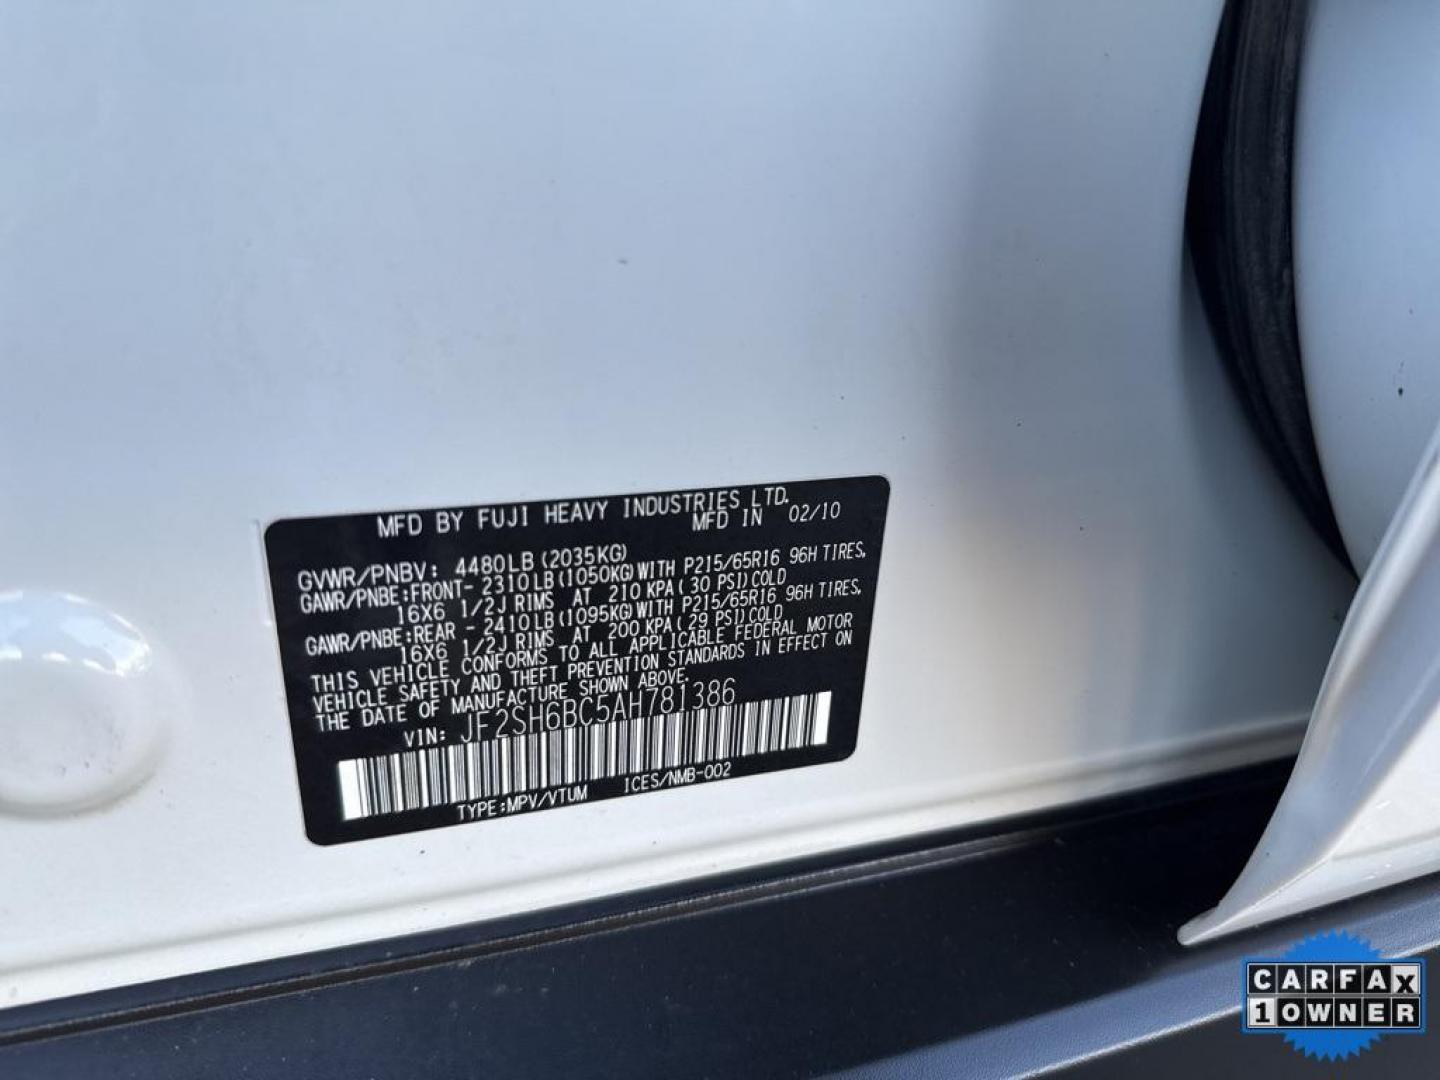 MFD BY FUJI HEAVY INDUSTRIES LTD.
MFD IN 02/10
GVWR/PNBV: 4480LB (2035KG)
GAWR/PNBE:FRONT- 2310LB(1050KG)WITH P215/65R16 96H TIRES,
16X6 1/2J RIMS AT 210 KPA(30 PSI)COLD
GAWR/PNBE:REAR - 2410LB(1095KG)WITH P215/65R16 96H TIRES,
16X6 1/2J RIMS AT 200 KPA(29 PSI)COLD
THIS VEHICLE CONFORMS TO ALL APPLICABLE FEDERAL MOTOR
VEHICLE SAFETY AND THEFT PREVENTION STANDARDS IN EFFECT ON
THE DATE OF MANUFACTURE SHOWN ABOVE.
VIN: JF2SH6BC5AH781386
TYPE:MPV/VTUM ICES/NMB-002
CARFAX
1 OWNER